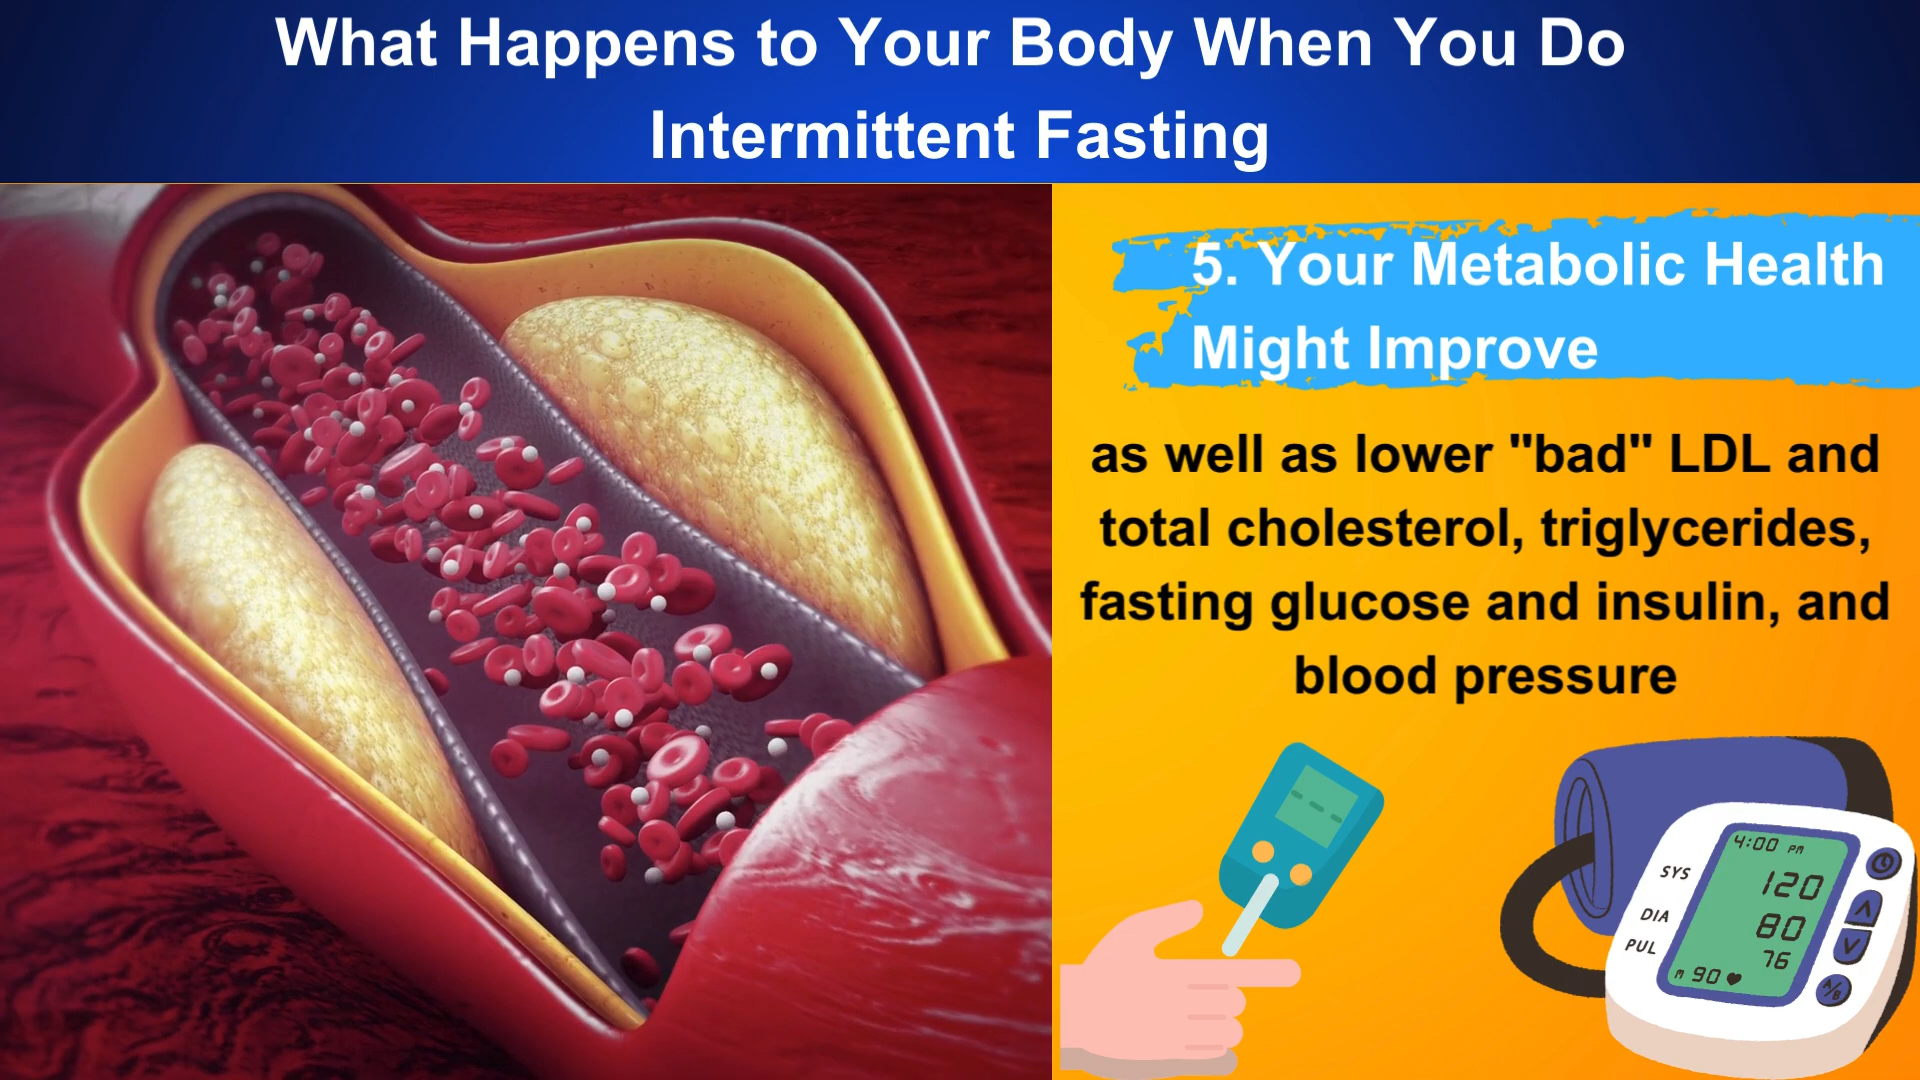 What Happens to Your Body When You Do
Intermittent Fasting
5. Your Metabolic Health
Might Improve
as well as lower "bad" LDL and
total cholesterol, triglycerides,
fasting glucose and insulin, and
blood pressure
4:00 PM
SYS 120
DIA 80
PUL 76
m 90
A/B